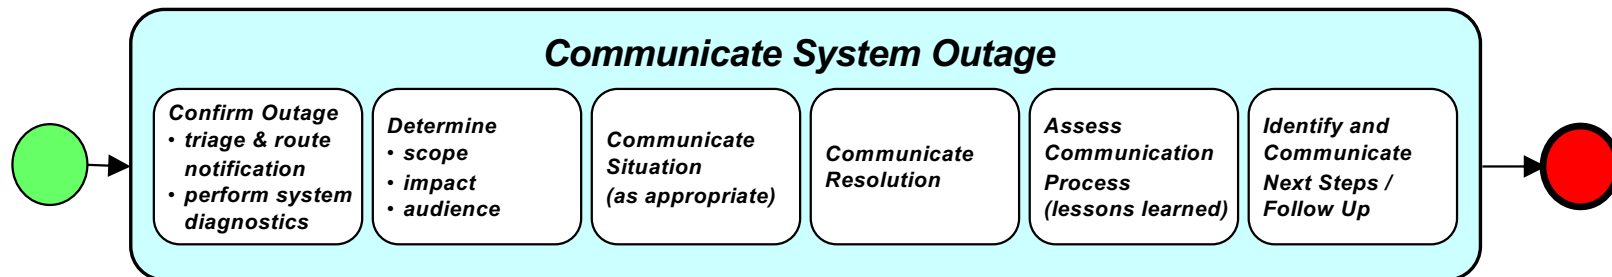 Communicate System Outage
Confirm Outage
• triage & route
notification
• perform system
diagnostics
Determine
• scope
• impact
• audience
Communicate
Situation
(as appropriate)
Communicate
Resolution
Assess
Communication
Process
(lessons learned)
Identify and
Communicate
Next Steps /
Follow Up